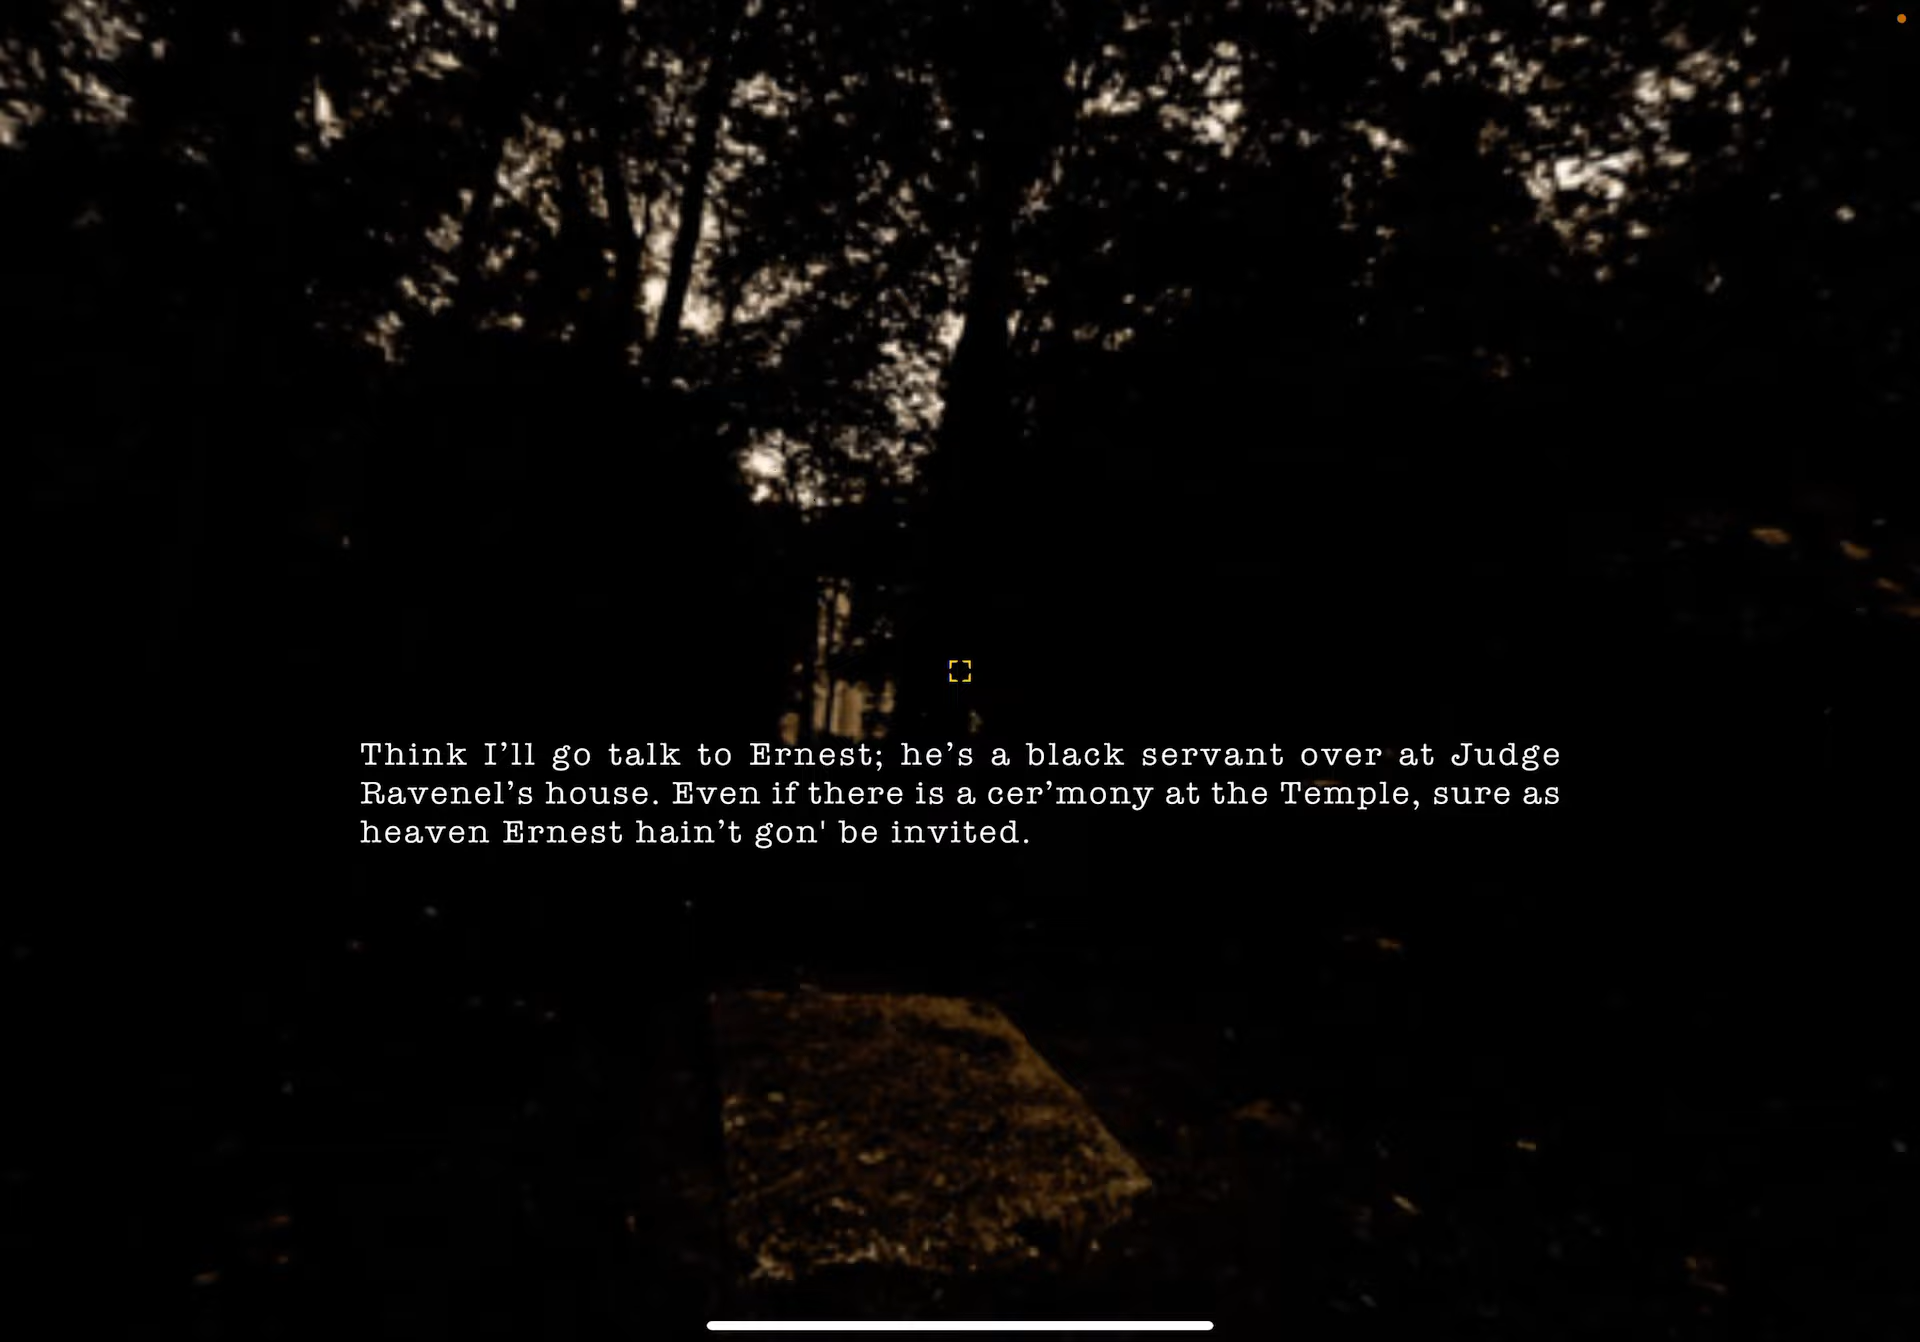 Think I’ll go talk to Ernest; he’s a black servant over at Judge
Ravenel’s house. Even if there is a cer’mony at the Temple, sure as
heaven Ernest hain’t gon' be invited.